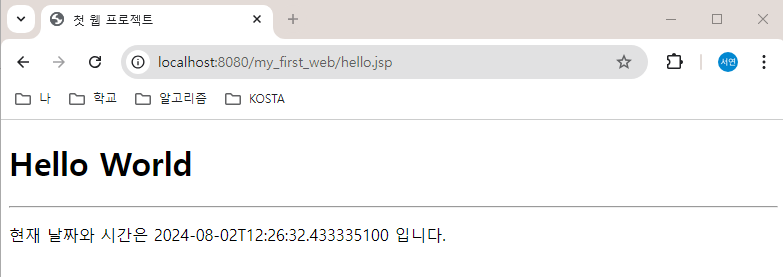 첫 웹 프로젝트
localhost:8080/my_first_web/hello.jsp
서연
나 학교 알고리즘 KOSTA
Hello World
현재 날짜와 시간은 2024-08-02T12:26:32.433335100 입니다.